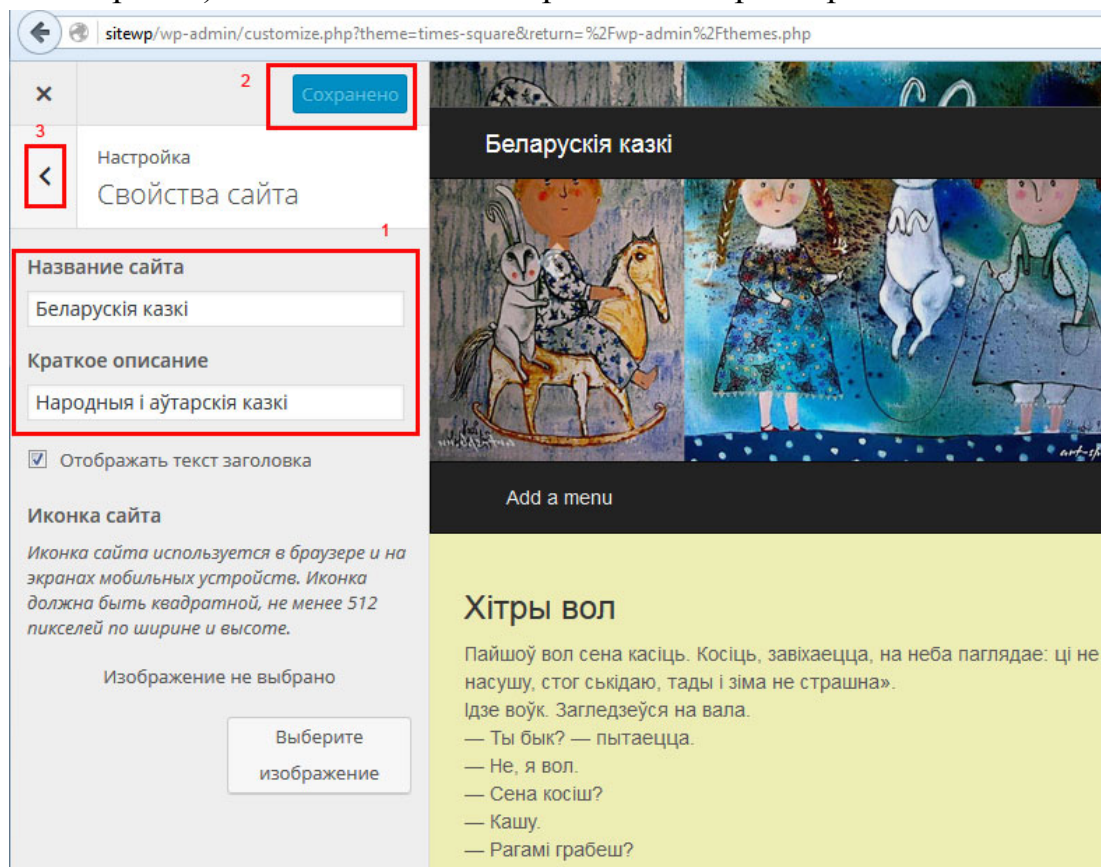 sitewp/wp-admin/customize.php?theme=times-square&return=%2Fwp-admin%2Fthemes.php
2
Сохранено
3
Настройка
Свойства сайта
1
Название сайта
Беларускія казкі
Краткое описание
Народныя і аўтарскія казкі
Отображать текст заголовка
Иконка сайта
Иконка сайта используется в браузере и на
экранах мобильных устройств. Иконка
должна быть квадратной, не менее 512
пикселей по ширине и высоте.
Изображение не выбрано
Выберите
изображение
Беларускія казкі
Add a menu
Хітры вол
Пайшоў вол сена касіць. Косіць, завіхаецца, на неба паглядае: ці не
насушу, стог ськідаю, тады і зіма не страшна».
Ідзе воўк. Загледзеўся на вала.
— Ты бык? — пытаецца.
— Не, я вол.
— Сена косіш?
— Кашу.
— Рагамі грабеш?